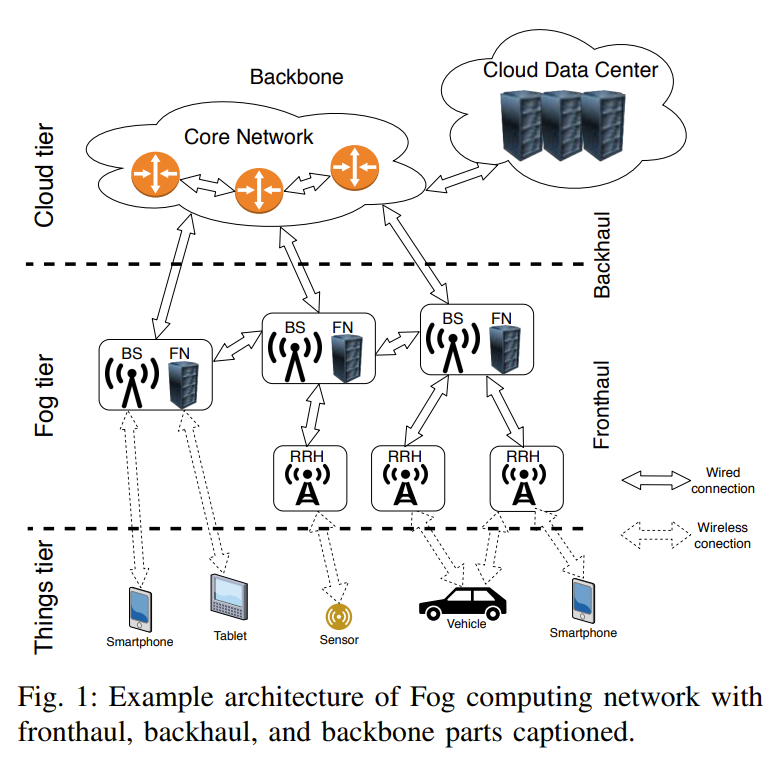 Backbone
Cloud Data Center
Core Network
Cloud tier
Backhaul
BS FN
BS FN
BS FN
Fog tier
Fronthaul
RRH
RRH
RRH
Wired
connection
Wireless
conection
Things tier
Smartphone
Tablet
Sensor
Vehicle
Smartphone
Fig. 1: Example architecture of Fog computing network with
fronthaul, backhaul, and backbone parts captioned.